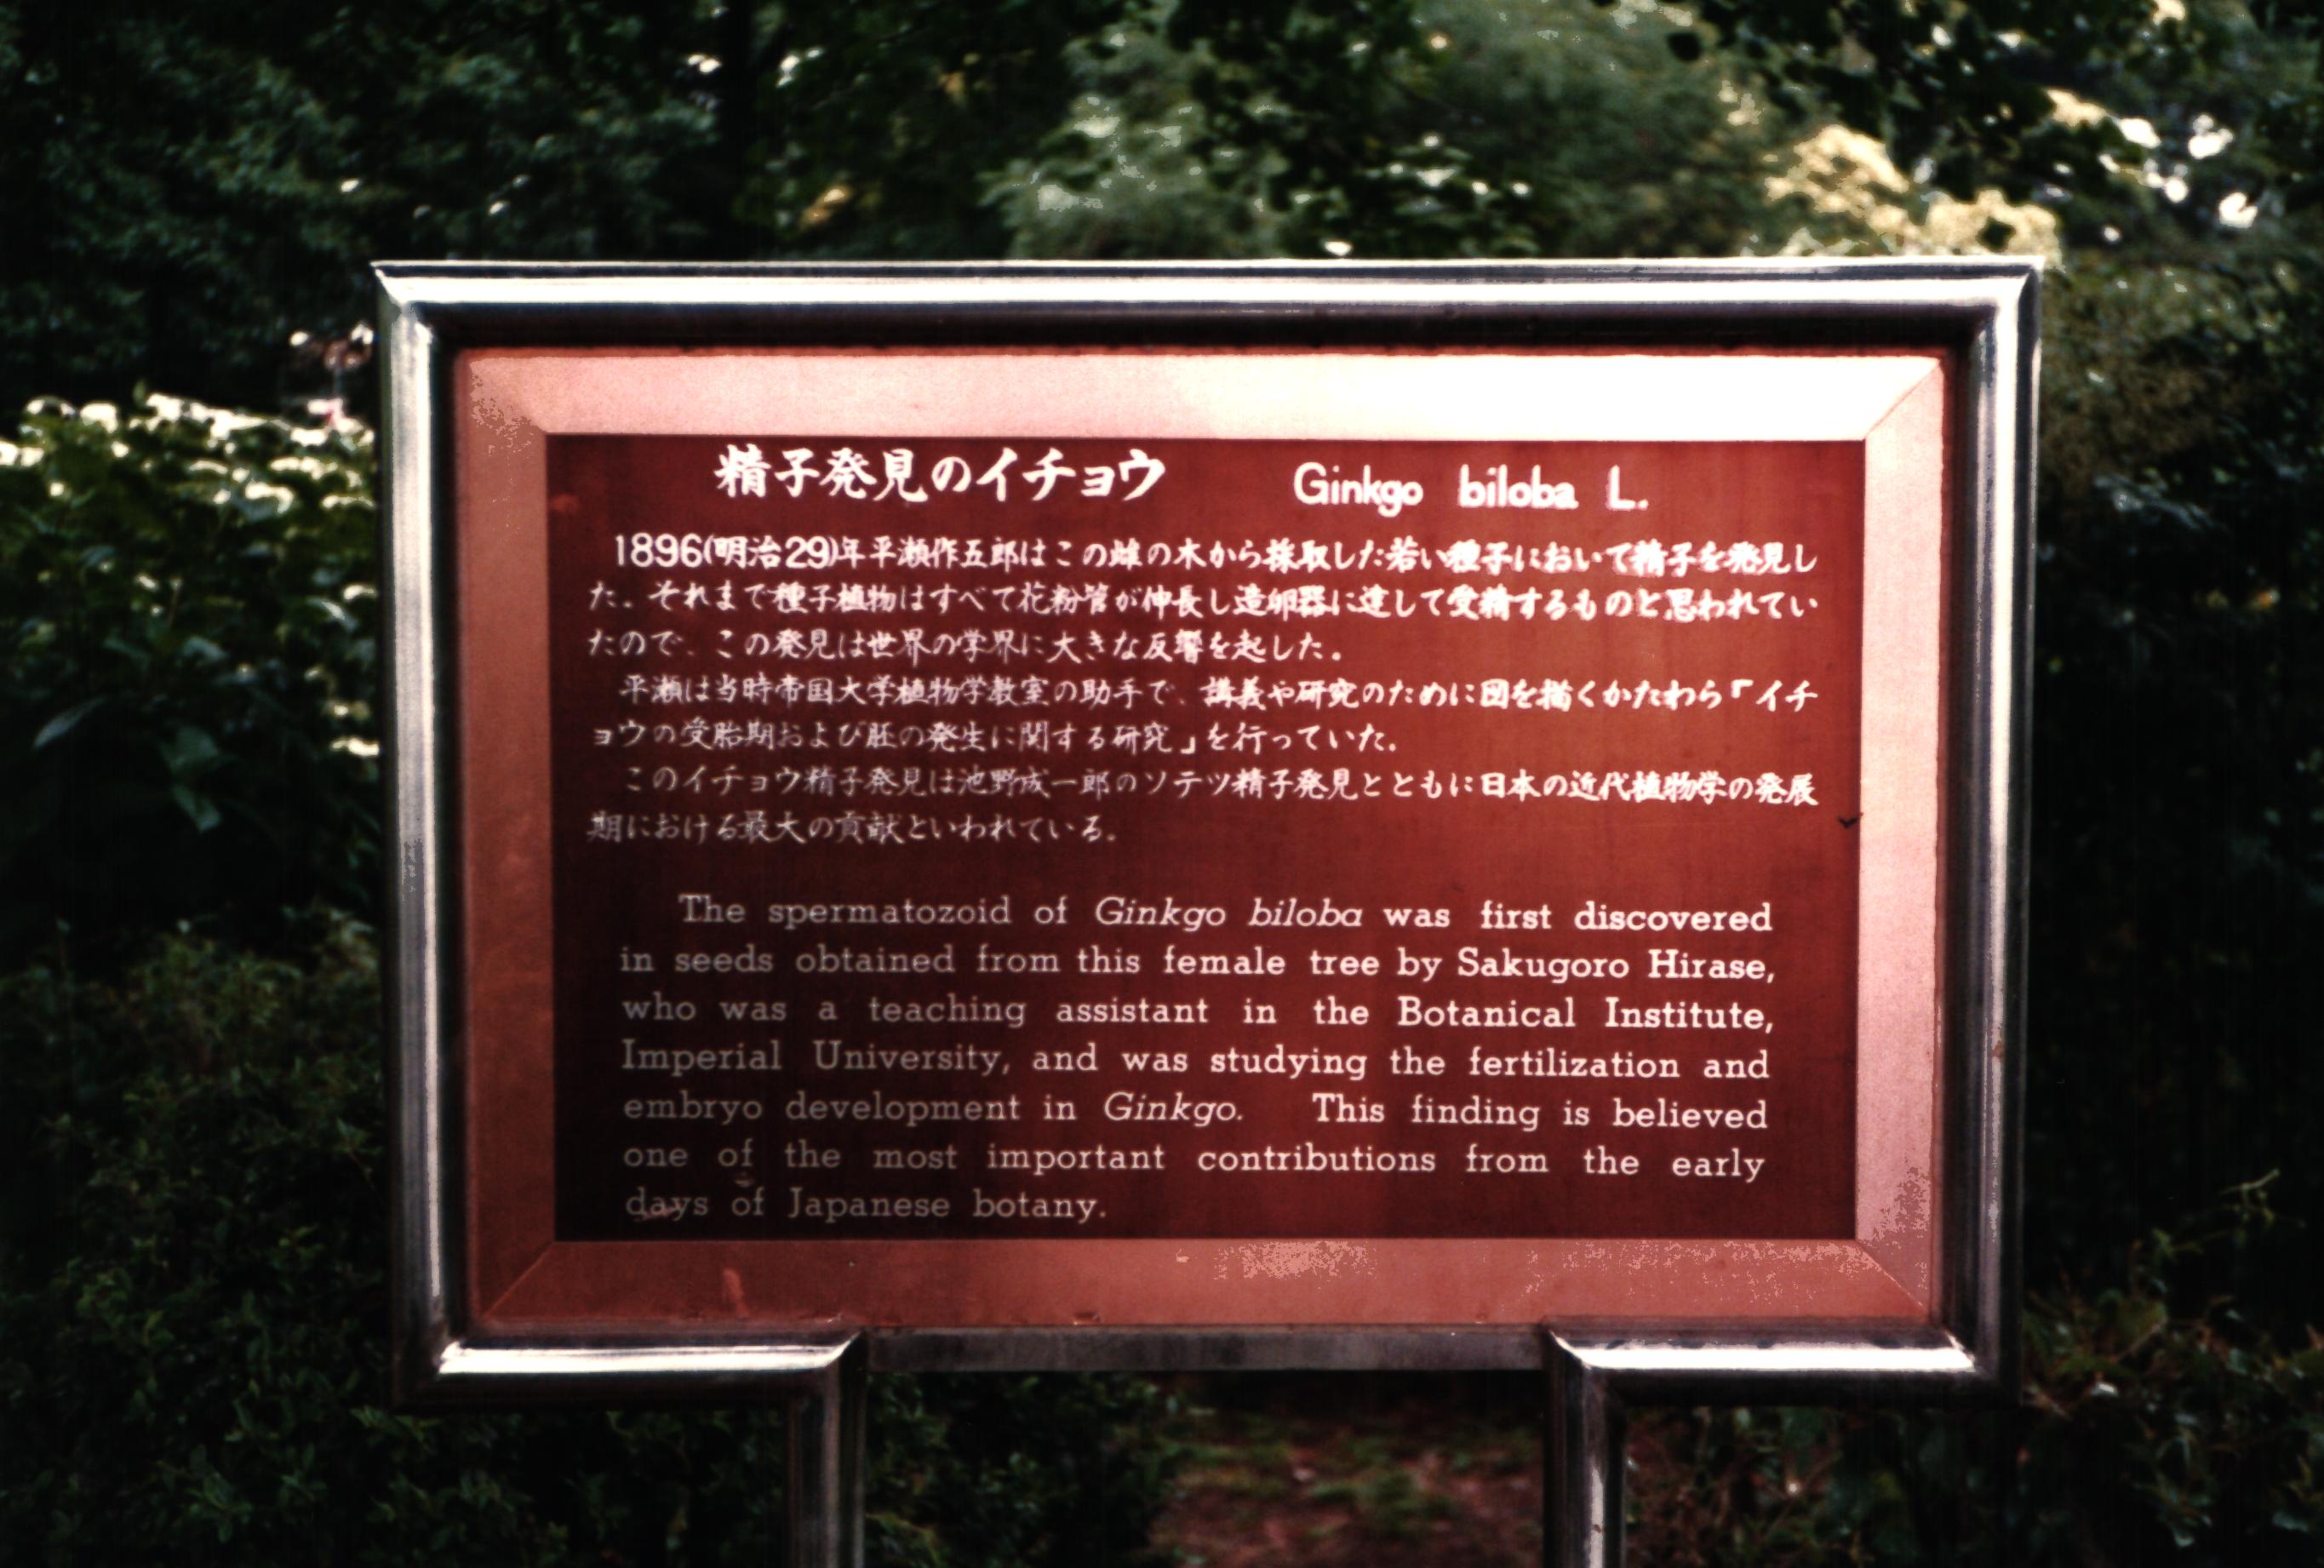 精子発見のイチョウ Ginkgo biloba L.
1896(明治29)年平瀬作五郎はこの雌の木から採取した若い種子において精子を発見し
た。それまで種子植物はすべて花粉管が伸長し造卵器に達して受精するものと思われてい
たので、この発見は世界の学界に大きな反響を起した。
平瀬は当時帝国大学植物学教室の助手で、講義や研究のために図を描くかたわら「イチ
ョウの受胎期および胚の発生に関する研究」を行っていた。
このイチョウ精子発見は池野成一郎のソテツ精子発見とともに日本の近代植物学の発展
期における最大の貢献といわれている。
The spermatozoid of Ginkgo biloba was first discovered
in seeds obtained from this female tree by Sakugoro Hirase,
who was a teaching assistant in the Botanical Institute,
Imperial University, and was studying the fertilization and
embryo development in Ginkgo. This finding is believed
one of the most important contributions from the early
days of Japanese botany.